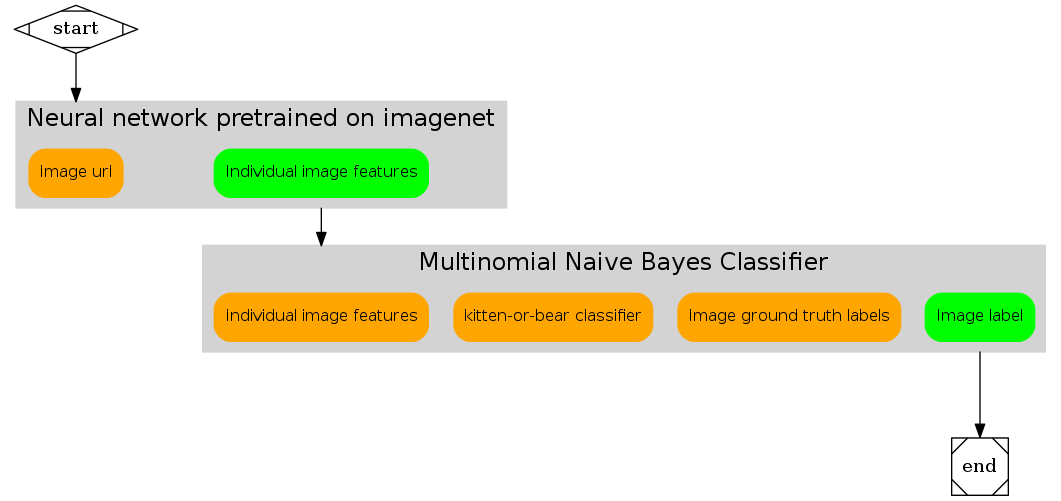 start
Neural network pretrained on imagenet
Image url
Individual image features
Multinomial Naive Bayes Classifier
Individual image features
kitten-or-bear classifier
Image ground truth labels
Image label
end